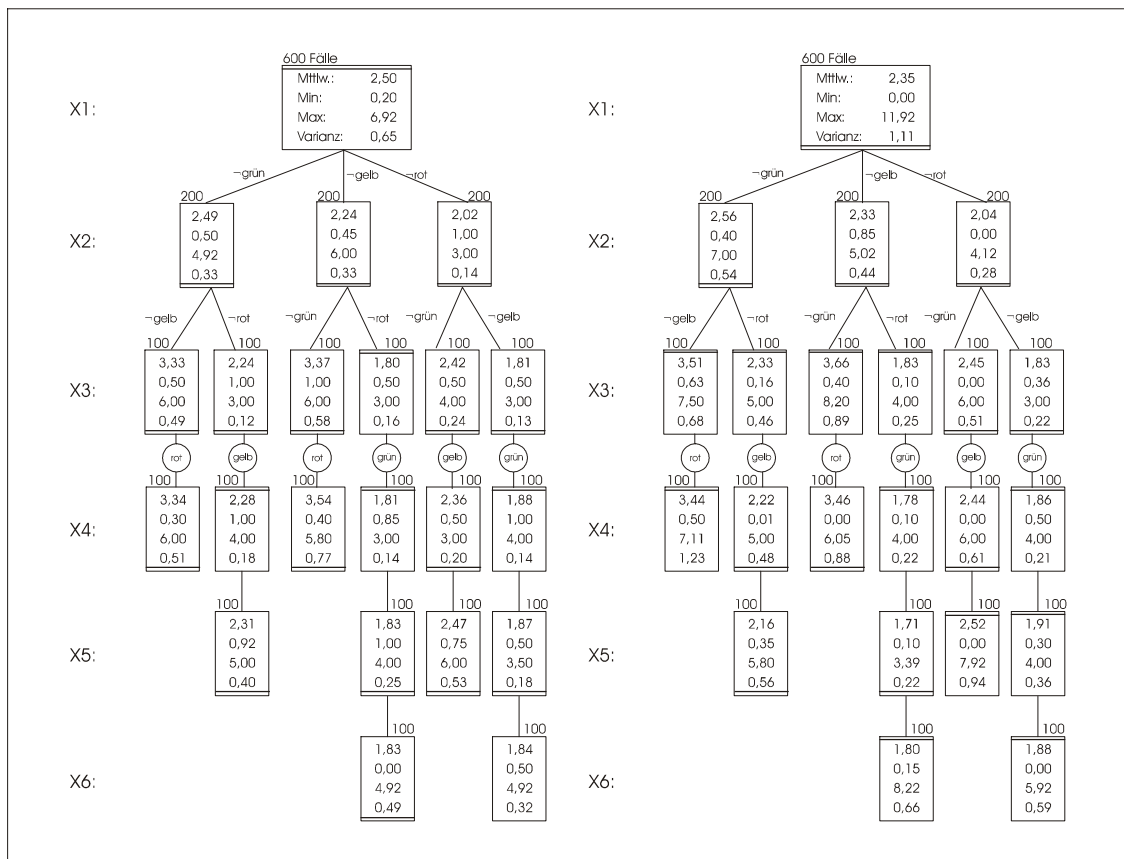 600 Fälle 600 Fälle
X1: Mttlw.: 2,50 X1: Mttlw.: 2,35
Min: 0,20 Min: 0,00
Max: 6,92 Max: 11,92
Varianz: 0,65 Varianz: 1,11
¬grün ¬gelb ¬rot ¬grün ¬gelb ¬rot
200 200 200 200 200 200
X2: X2:
2,49 2,24 2,02 2,56 2,33 2,04
0,50 0,45 1,00 0,40 0,85 0,00
4,92 6,00 3,00 7,00 5,02 4,12
0,33 0,33 0,14 0,54 0,44 0,28
¬gelb ¬rot ¬grün ¬rot ¬grün ¬gelb ¬gelb ¬rot ¬grün ¬rot ¬grün ¬gelb
100 100 100 100 100 100 100 100 100 100 100 100
X3: X3:
3,33 2,24 3,37 1,80 2,42 1,81 3,51 2,33 3,66 1,83 2,45 1,83
0,50 1,00 1,00 0,50 0,50 0,50 0,63 0,16 0,40 0,10 0,00 0,36
6,00 3,00 6,00 3,00 4,00 3,00 7,50 5,00 8,20 4,00 6,00 3,00
0,49 0,12 0,58 0,16 0,24 0,13 0,68 0,46 0,89 0,25 0,51 0,22
rot gelb rot grün gelb grün rot gelb rot grün gelb grün
100 100 100 100 100 100 100 100 100 100 100 100
X4: X4:
3,34 2,28 3,54 1,81 2,36 1,88 3,44 2,22 3,46 1,78 2,44 1,86
0,30 1,00 0,40 0,85 0,50 1,00 0,50 0,01 0,00 0,10 0,00 0,50
6,00 4,00 5,80 3,00 3,00 4,00 7,11 5,00 6,05 4,00 6,00 4,00
0,51 0,18 0,77 0,14 0,20 0,14 1,23 0,48 0,88 0,22 0,61 0,21
100 100 100 100 100 100 100 100
X5: X5:
2,31 1,83 2,47 1,87 2,16 1,71 2,52 1,91
0,92 1,00 0,75 0,50 0,35 0,10 0,00 0,30
5,00 4,00 6,00 3,50 5,80 3,39 7,92 4,00
0,40 0,25 0,53 0,18 0,56 0,22 0,94 0,36
100 100 100 100
X6: X6:
1,83 1,84 1,80 1,88
0,00 0,50 0,15 0,00
4,92 4,92 8,22 5,92
0,49 0,32 0,66 0,59